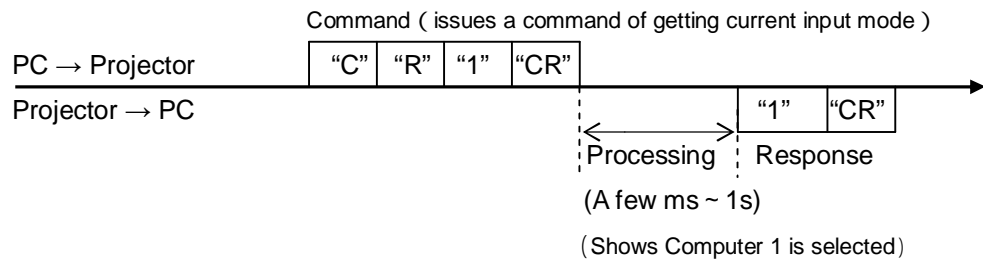 Command ( issues a command of getting current input mode )
PC → Projector “C” “R” “1” “CR”
Projector → PC “1” “CR”
Processing Response
(A few ms ~ 1s)
(Shows Computer 1 is selected)